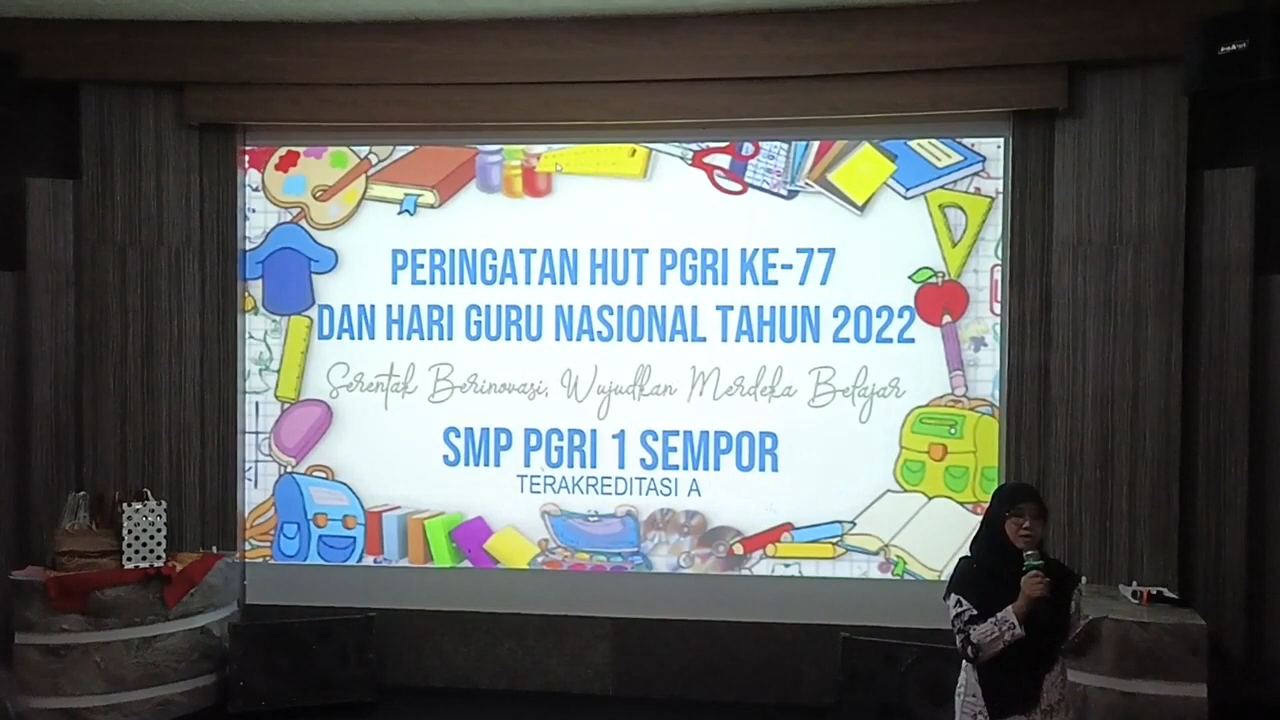 PERINGATAN HUT PGRI KE-77
DAN HARI GURU NASIONAL TAHUN 2022
Serentak Berinovasi, Wujudkan Merdeka Belajar
SMP PGRI 1 SEMPOR
TERAKREDITASI A